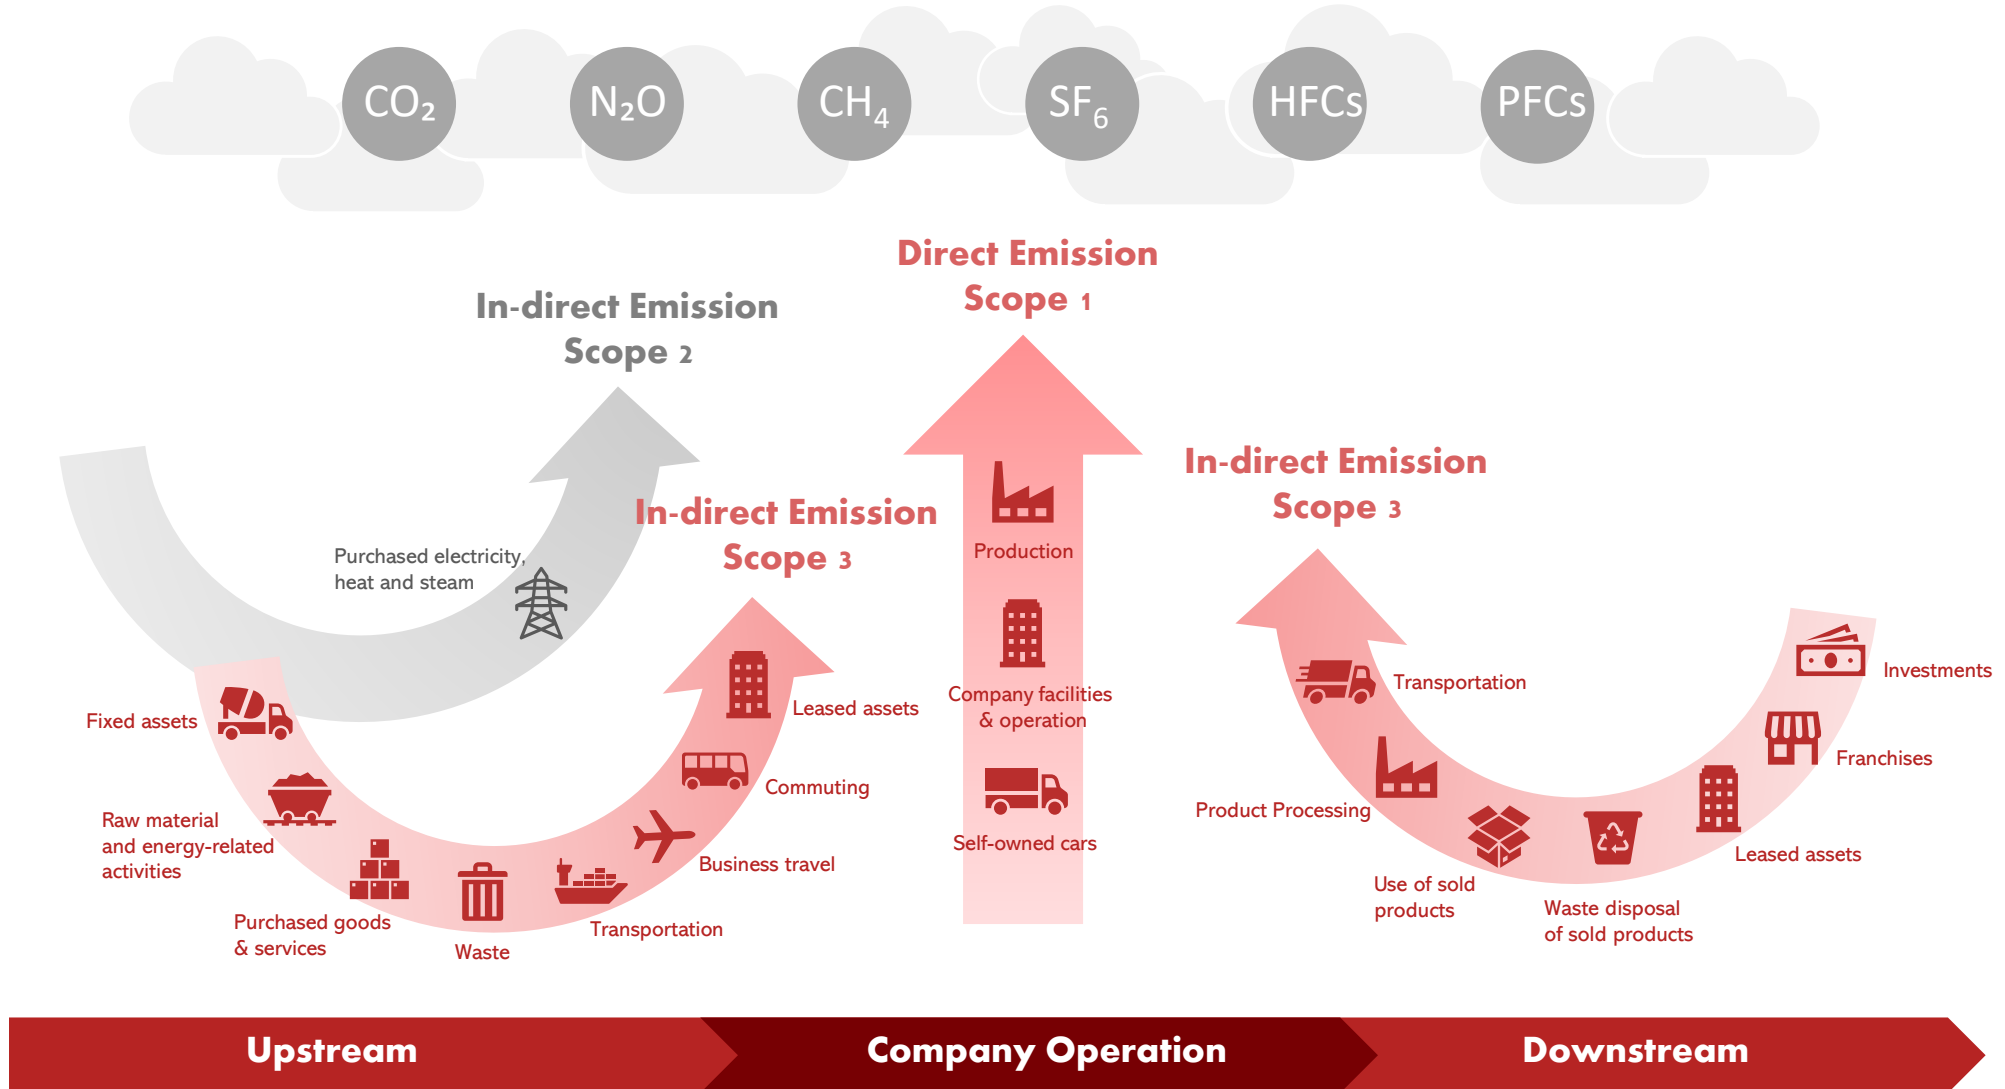 CO₂
N₂O
CH₄
SF₆
HFCs
PFCs
In-direct Emission
Scope 2
Purchased electricity,
heat and steam
In-direct Emission
Scope 3
Fixed assets
Raw material
and energy-related
activities
Purchased goods
& services
Waste
Transportation
Business travel
Commuting
Leased assets
Direct Emission
Scope 1
Production
Company facilities
& operation
Self-owned cars
In-direct Emission
Scope 3
Transportation
Product Processing
Use of sold
products
Waste disposal
of sold products
Leased assets
Franchises
Investments
Upstream
Company Operation
Downstream